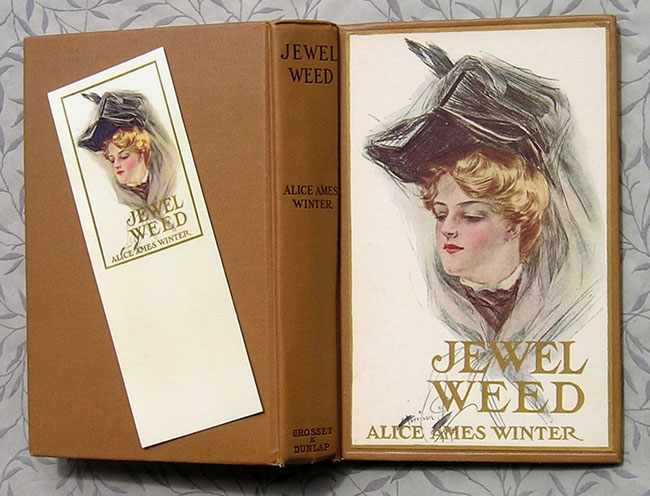 JEWEL
WEED
ALICE AMES WINTER
JEWEL
WEED
ALICE AMES
WINTER
GROSSET
&
DUNLAP
JEWEL
WEED
ALICE AMES WINTER